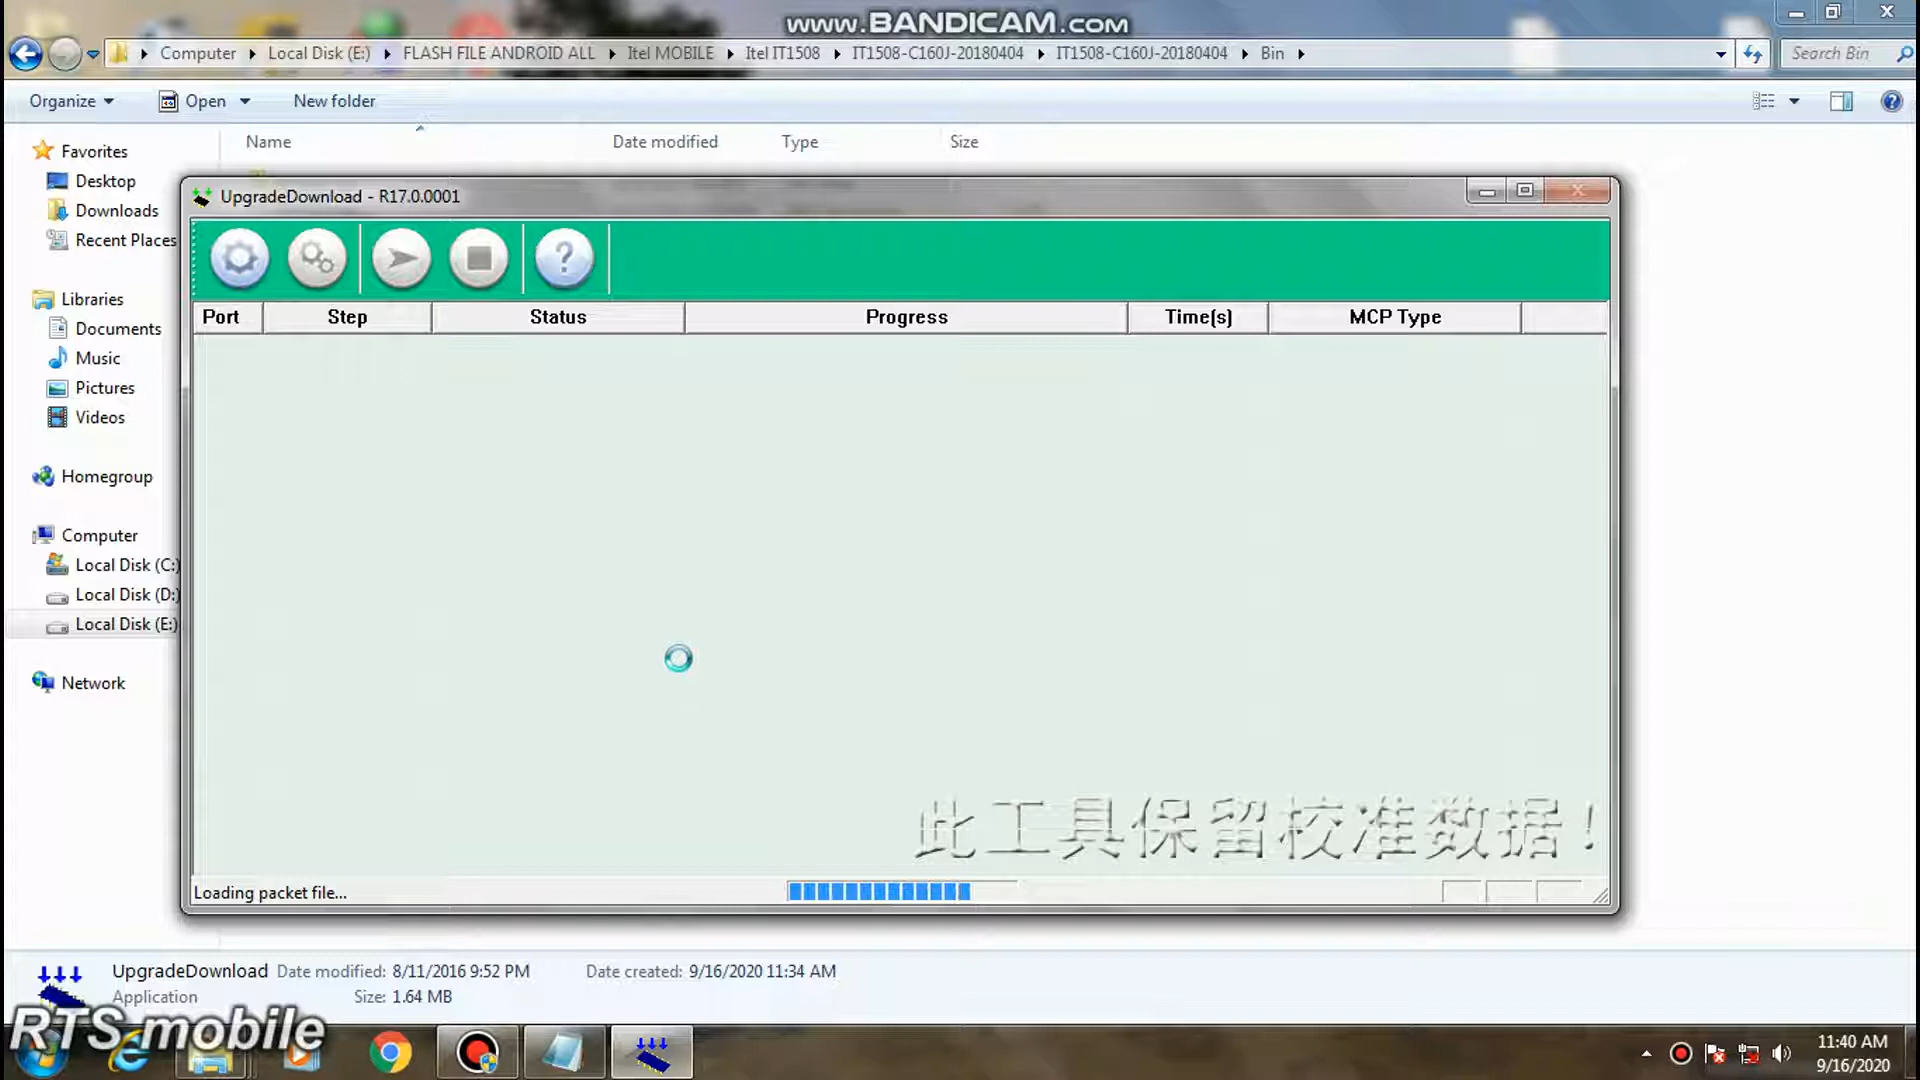 www.BANDICAM.com
Computer Local Disk (E:) FLASH FILE ANDROID ALL Itel MOBILE Itel IT1508 IT1508-C160J-20180404 IT1508-C160J-20180404 Bin Search Bin
Organize Open New folder
Name Date modified Type Size
Favorites
Desktop
Downloads
Recent Places
Libraries
Documents
Music
Pictures
Videos
Homegroup
Computer
Local Disk (C:)
Local Disk (D:)
Local Disk (E:)
Network
UpgradeDownload - R17.0.0001
Port Step Status Progress Time(s) MCP Type
此工具保留校准数据!
Loading packet file...
UpgradeDownload Date modified: 8/11/2016 9:52 PM Date created: 9/16/2020 11:34 AM
Application Size: 1.64 MB
RTS mobile
11:40 AM
9/16/2020